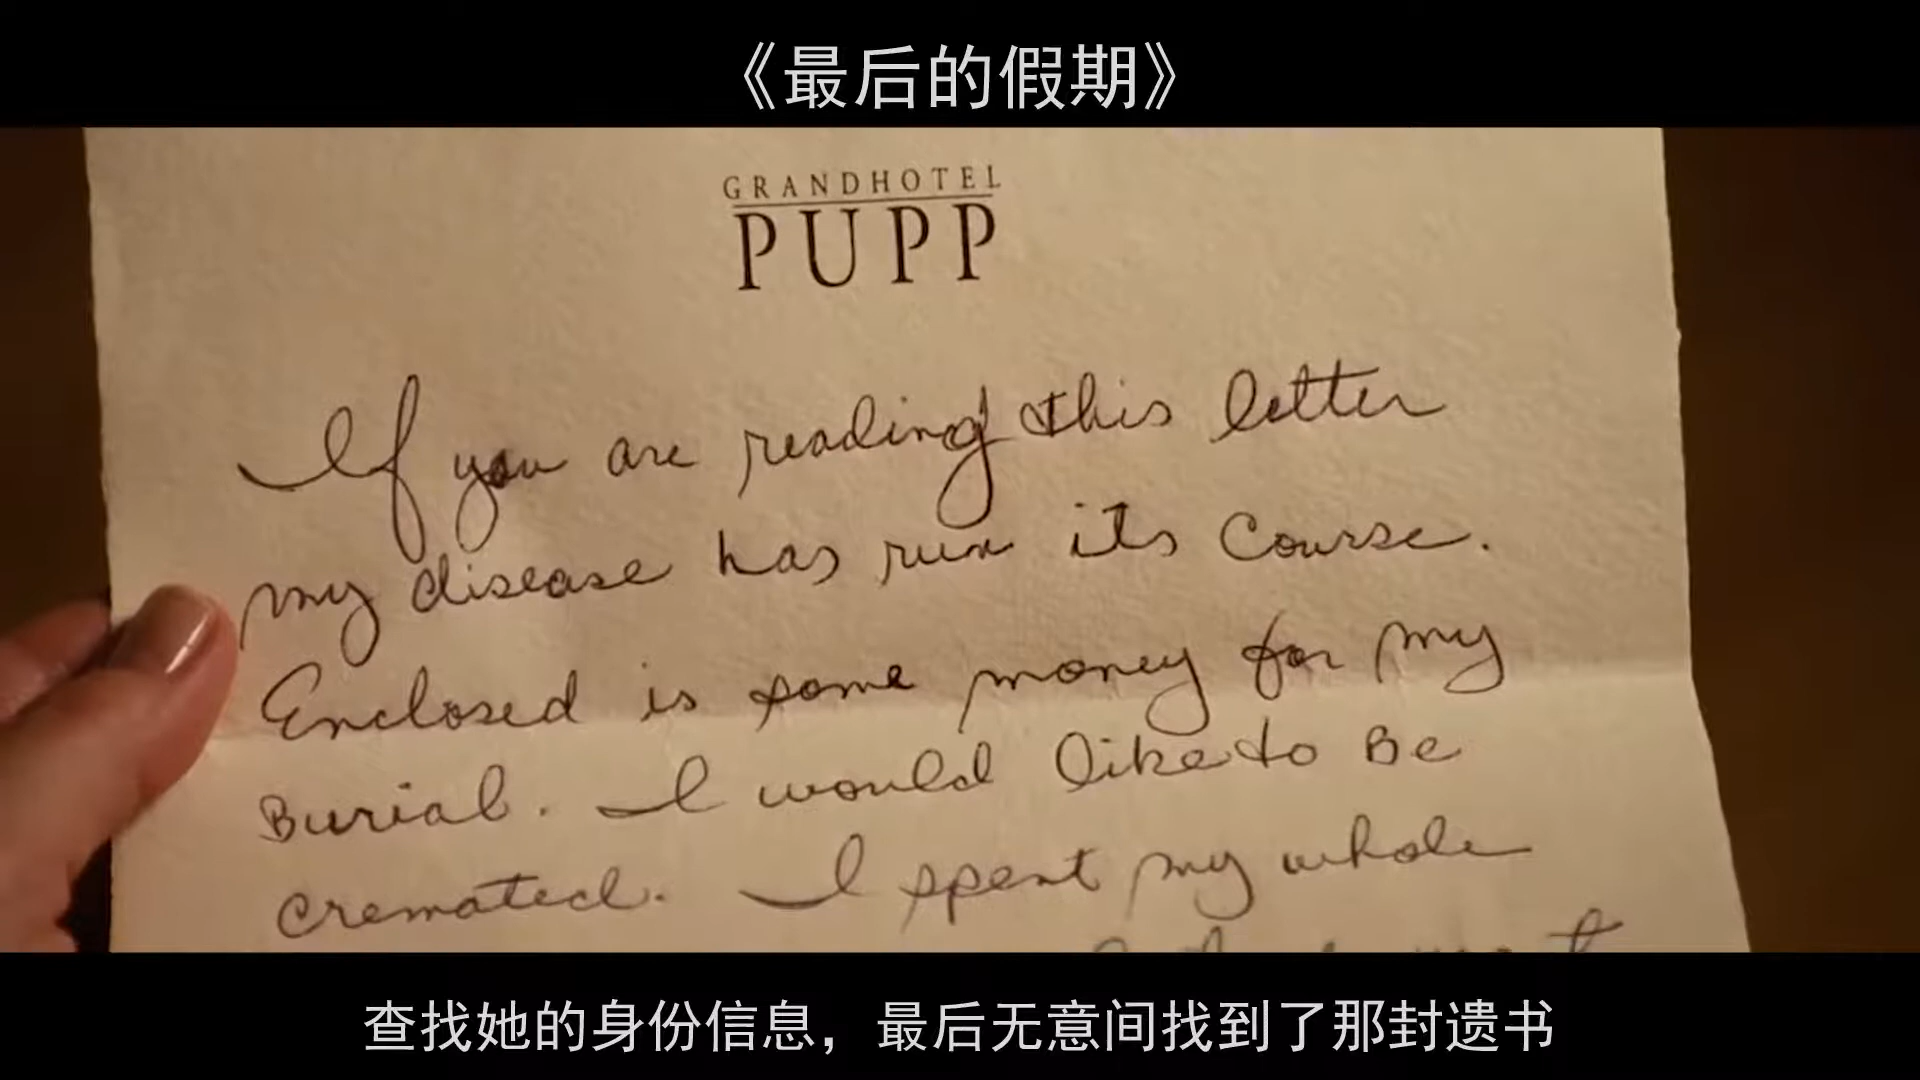 《最后的假期》
GRANDHOTEL
PUPP
If you are reading this letter
my disease has run its course.
Enclosed is some money for my
Burial. I would like to Be
cremated. I spent my whole
查找她的身份信息，最后无意间找到了那封遗书